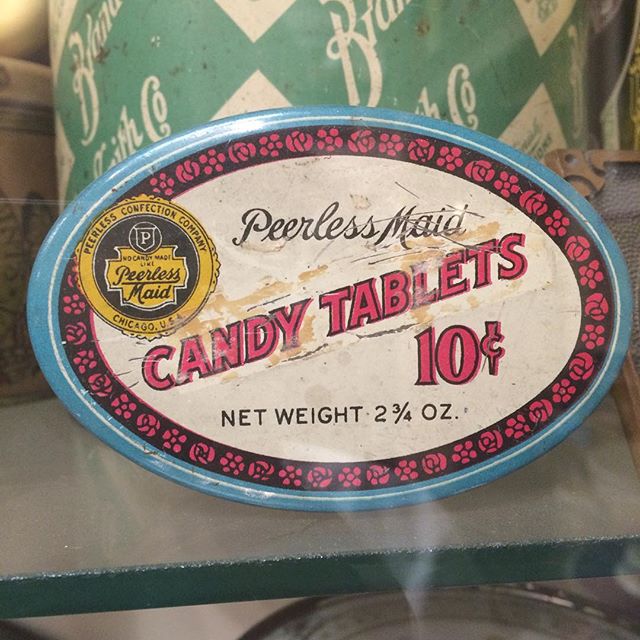 PEERLESS CONFECTION COMPANY
P
NO CANDY MADE
LIKE
Peerless
Maid
CHICAGO, U.S.A.
Peerless Maid
CANDY TABLETS
10¢
NET WEIGHT 2¾ OZ.
Co